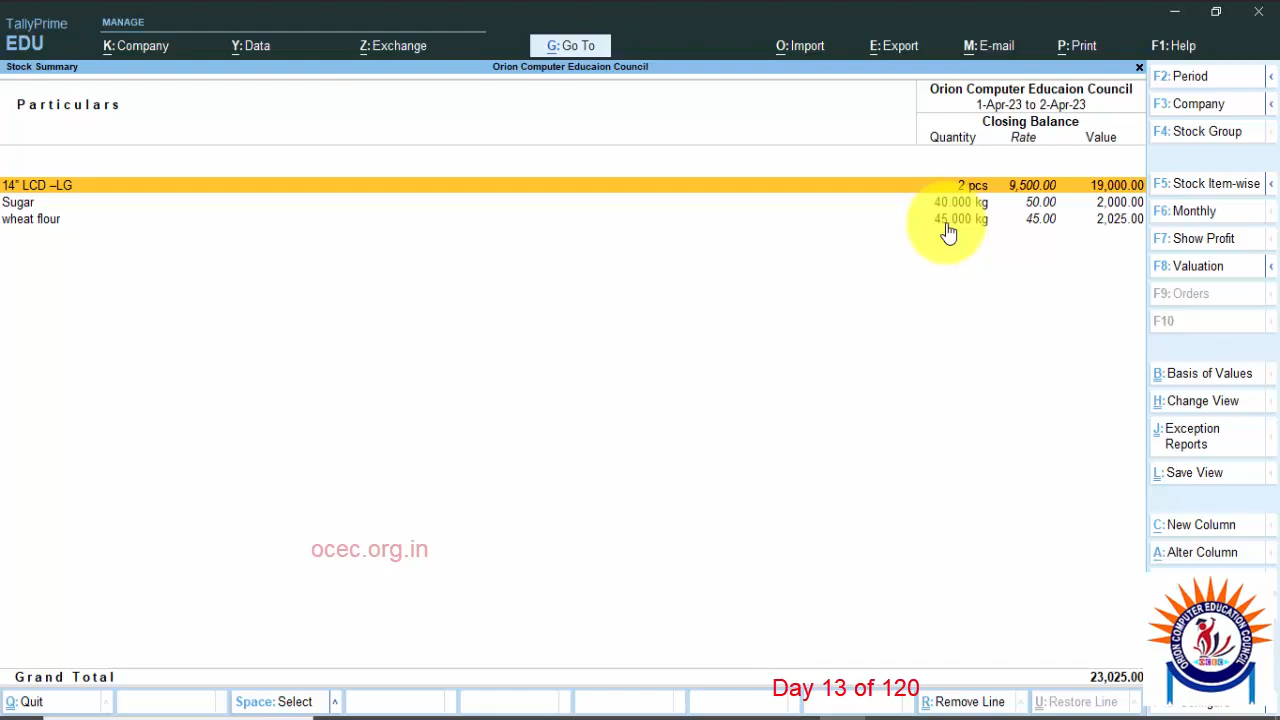 TallyPrime
EDU
MANAGE
K: Company
Y: Data
Z: Exchange
G: Go To
O: Import
E: Export
M: E-mail
P: Print
F1: Help
Stock Summary
Orion Computer Educaion Council
Particulars
Orion Computer Educaion Council
1-Apr-23 to 2-Apr-23
Closing Balance
Quantity Rate Value
14" LCD –LG 2 pcs 9,500.00 19,000.00
Sugar 40.000 kg 50.00 2,000.00
wheat flour 45.000 kg 45.00 2,025.00
Grand Total 23,025.00
F2: Period
F3: Company
F4: Stock Group
F5: Stock Item-wise
F6: Monthly
F7: Show Profit
F8: Valuation
F9: Orders
F10
B: Basis of Values
H: Change View
J: Exception
Reports
L: Save View
C: New Column
A: Alter Column
ORION COMPUTER EDUCATION COUNCIL
OCEC
ocec.org.in
Day 13 of 120
Q: Quit
Space: Select
R: Remove Line
U: Restore Line